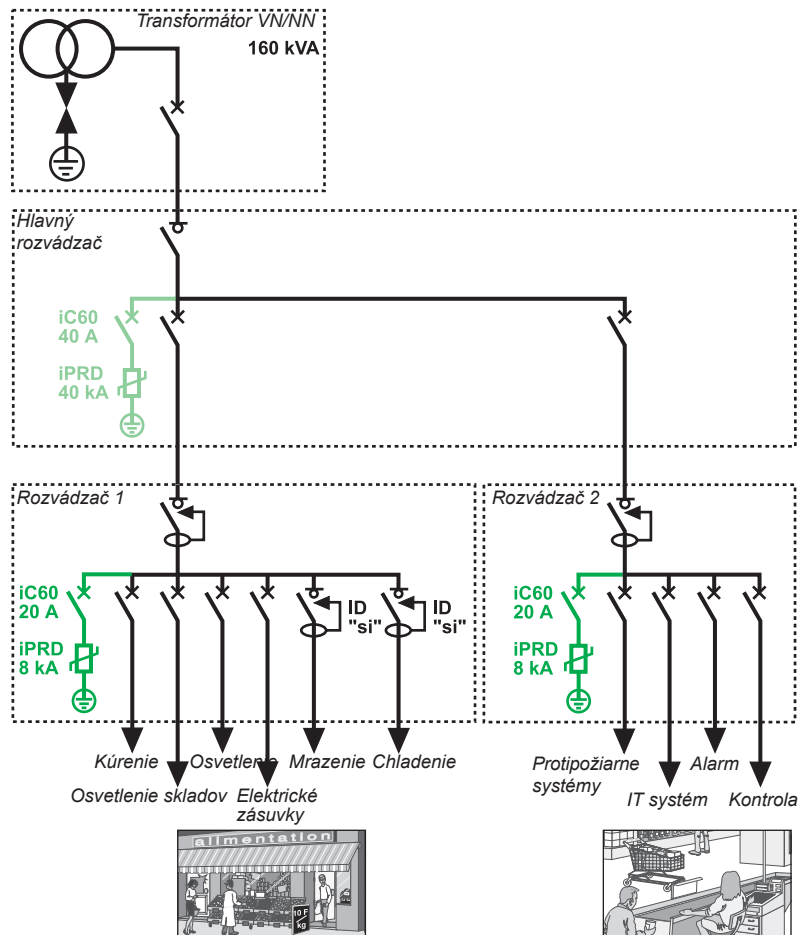 Transformátor VN/NN
160 kVA
Hlavný
rozvádzač
iC60
40 A
iPRD
40 kA
Rozvádzač 1
iC60
20 A
iPRD
8 kA
ID
"si"
ID
"si"
Rozvádzač 2
iC60
20 A
iPRD
8 kA
Kúrenie
Osvetlenie
Mrazenie
Chladenie
Osvetlenie skladov
Elektrické
zásuvky
Protipožiarne
systémy
Alarm
IT systém
Kontrola
alimentation
10 F
kg